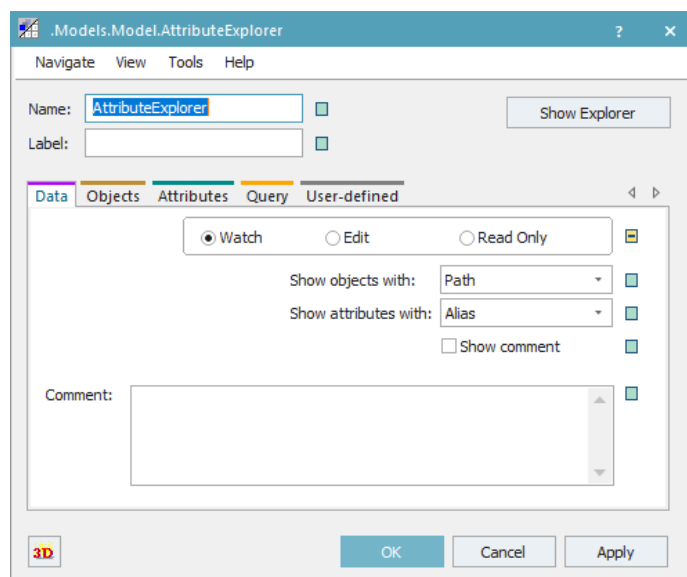 .Models.Model.AttributeExplorer ? ×
Navigate View Tools Help
Name: AttributeExplorer Show Explorer
Label:
Data Objects Attributes Query User-defined
Watch Edit Read Only
Show objects with: Path
Show attributes with: Alias
Show comment
Comment:
3D OK Cancel Apply